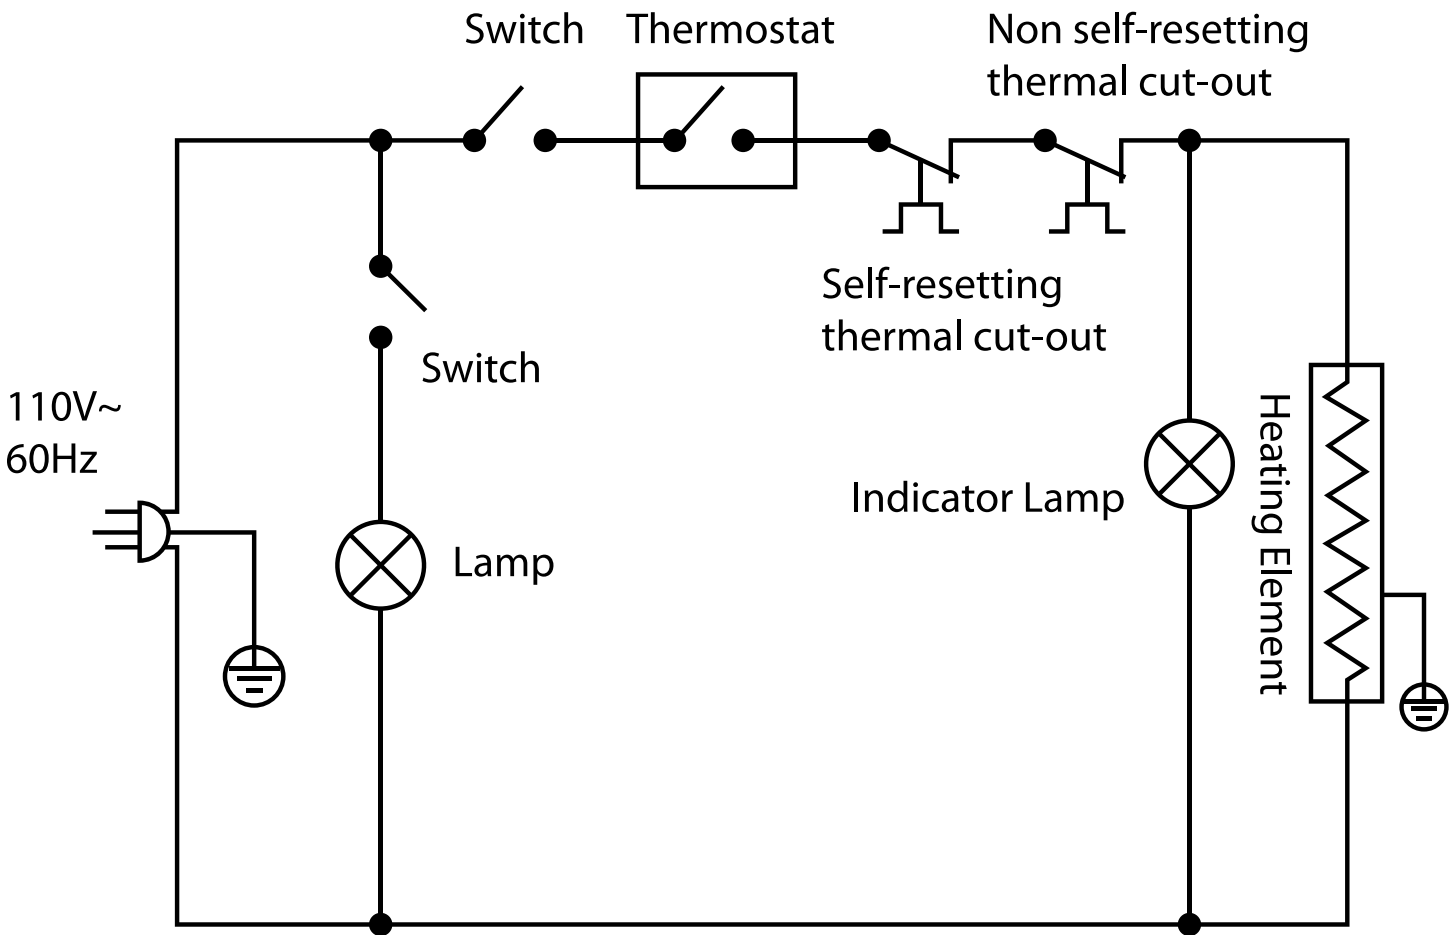 Switch
Thermostat
Non self-resetting
thermal cut-out
Self-resetting
thermal cut-out
Switch
110V~
60Hz
Lamp
Indicator Lamp
Heating Element